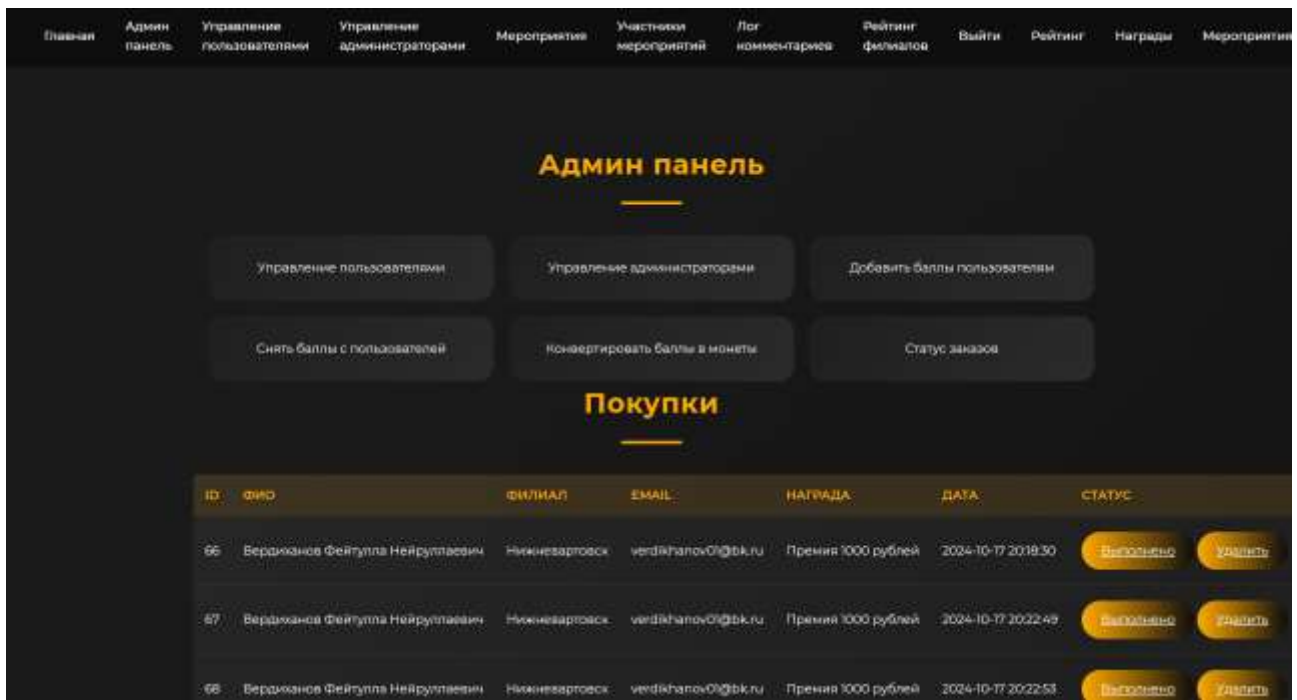 Главная Админ панель Управление пользователями Управление администраторами Мероприятия Участники мероприятий Лог комментариев Рейтинг филиалов Выйти Рейтинг Награды Мероприятия
Админ панель
Управление пользователями Управление администраторами Добавить баллы пользователям
Снять баллы с пользователей Конвертировать баллы в монеты Статус заказов
Покупки
ID ФИО ФИЛИАЛ EMAIL НАГРАДА ДАТА СТАТУС
66 Вердиханов Фейтулла Нейруллаевич Нижневартовск verdikhanov01@bk.ru Премия 1000 рублей 2024-10-17 20:18:30 Выполнено Удалить
67 Вердиханов Фейтулла Нейруллаевич Нижневартовск verdikhanov01@bk.ru Премия 1000 рублей 2024-10-17 20:22:49 Выполнено Удалить
68 Вердиханов Фейтулла Нейруллаевич Нижневартовск verdikhanov01@bk.ru Премия 1000 рублей 2024-10-17 20:22:53 Выполнено Удалить